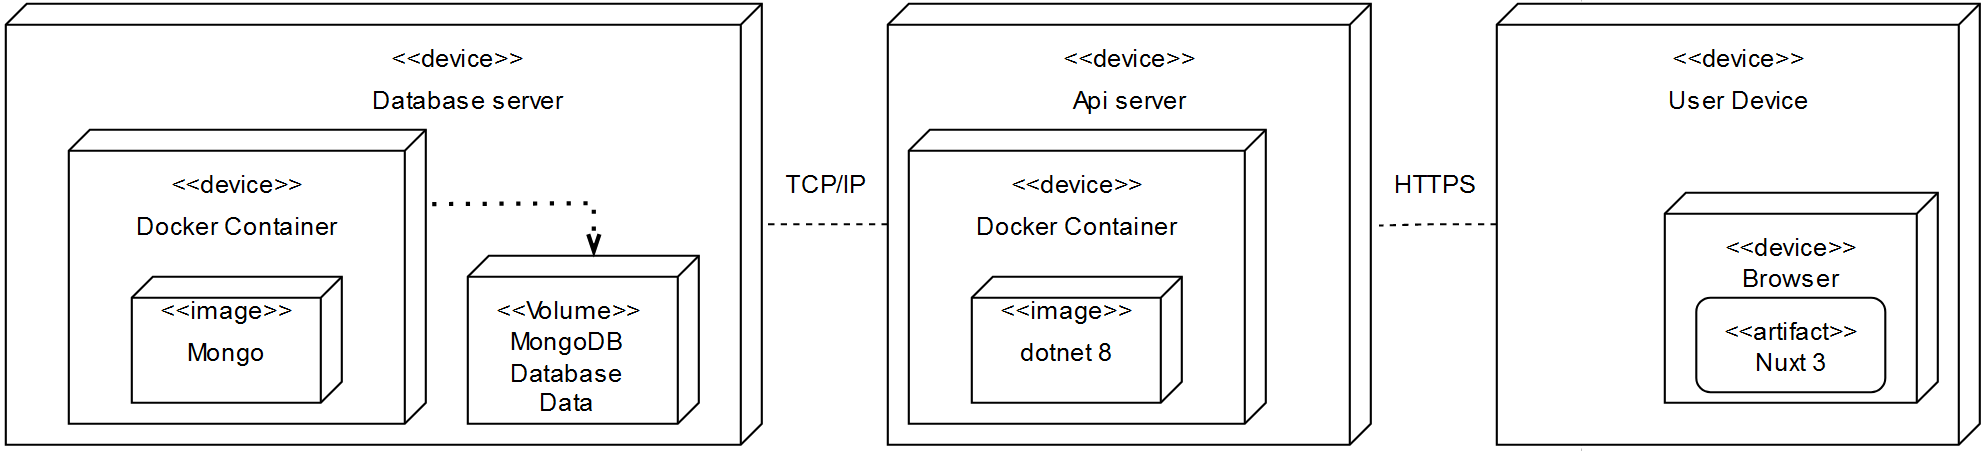 <<device>>
Database server
<<device>>
Docker Container
<<image>>
Mongo
<<Volume>>
MongoDB
Database
Data
TCP/IP
<<device>>
Api server
<<device>>
Docker Container
<<image>>
dotnet 8
HTTPS
<<device>>
User Device
<<device>>
Browser
<<artifact>>
Nuxt 3